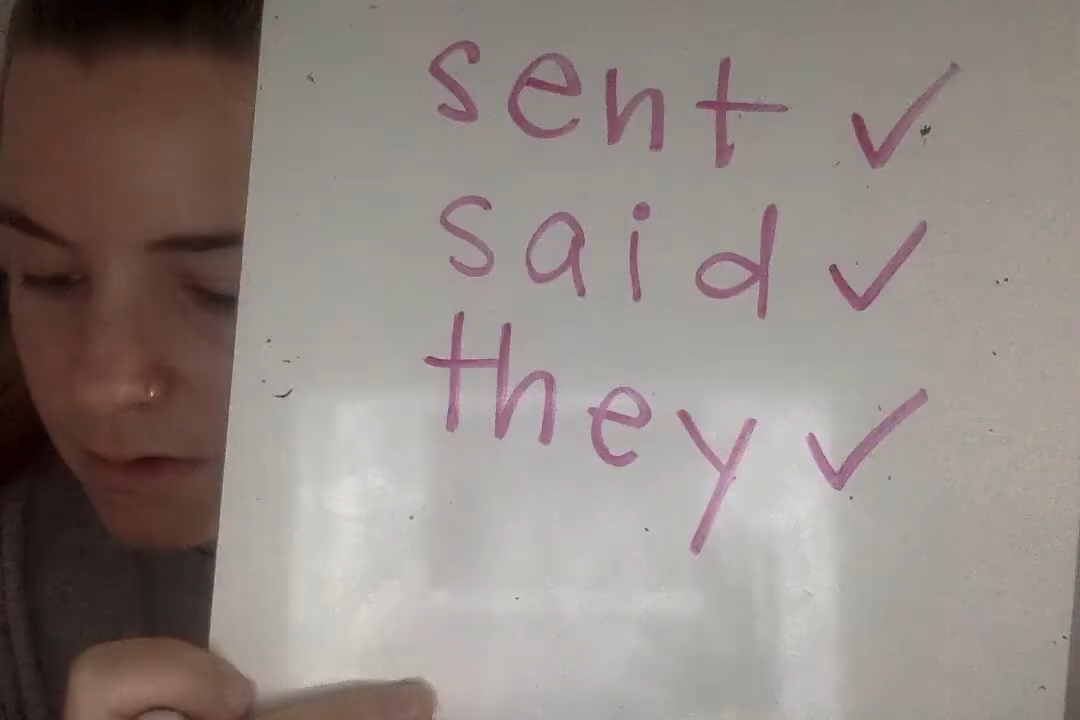 sent ✓
said ✓
they ✓